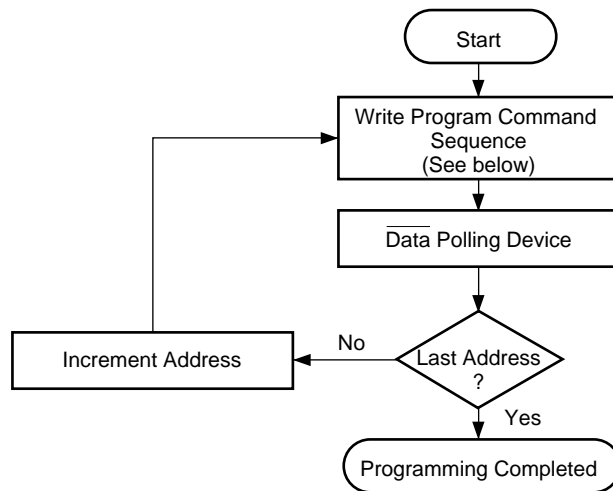 Start
Write Program Command
Sequence
(See below)
Data Polling Device
Increment Address
No
Last Address
?
Yes
Programming Completed